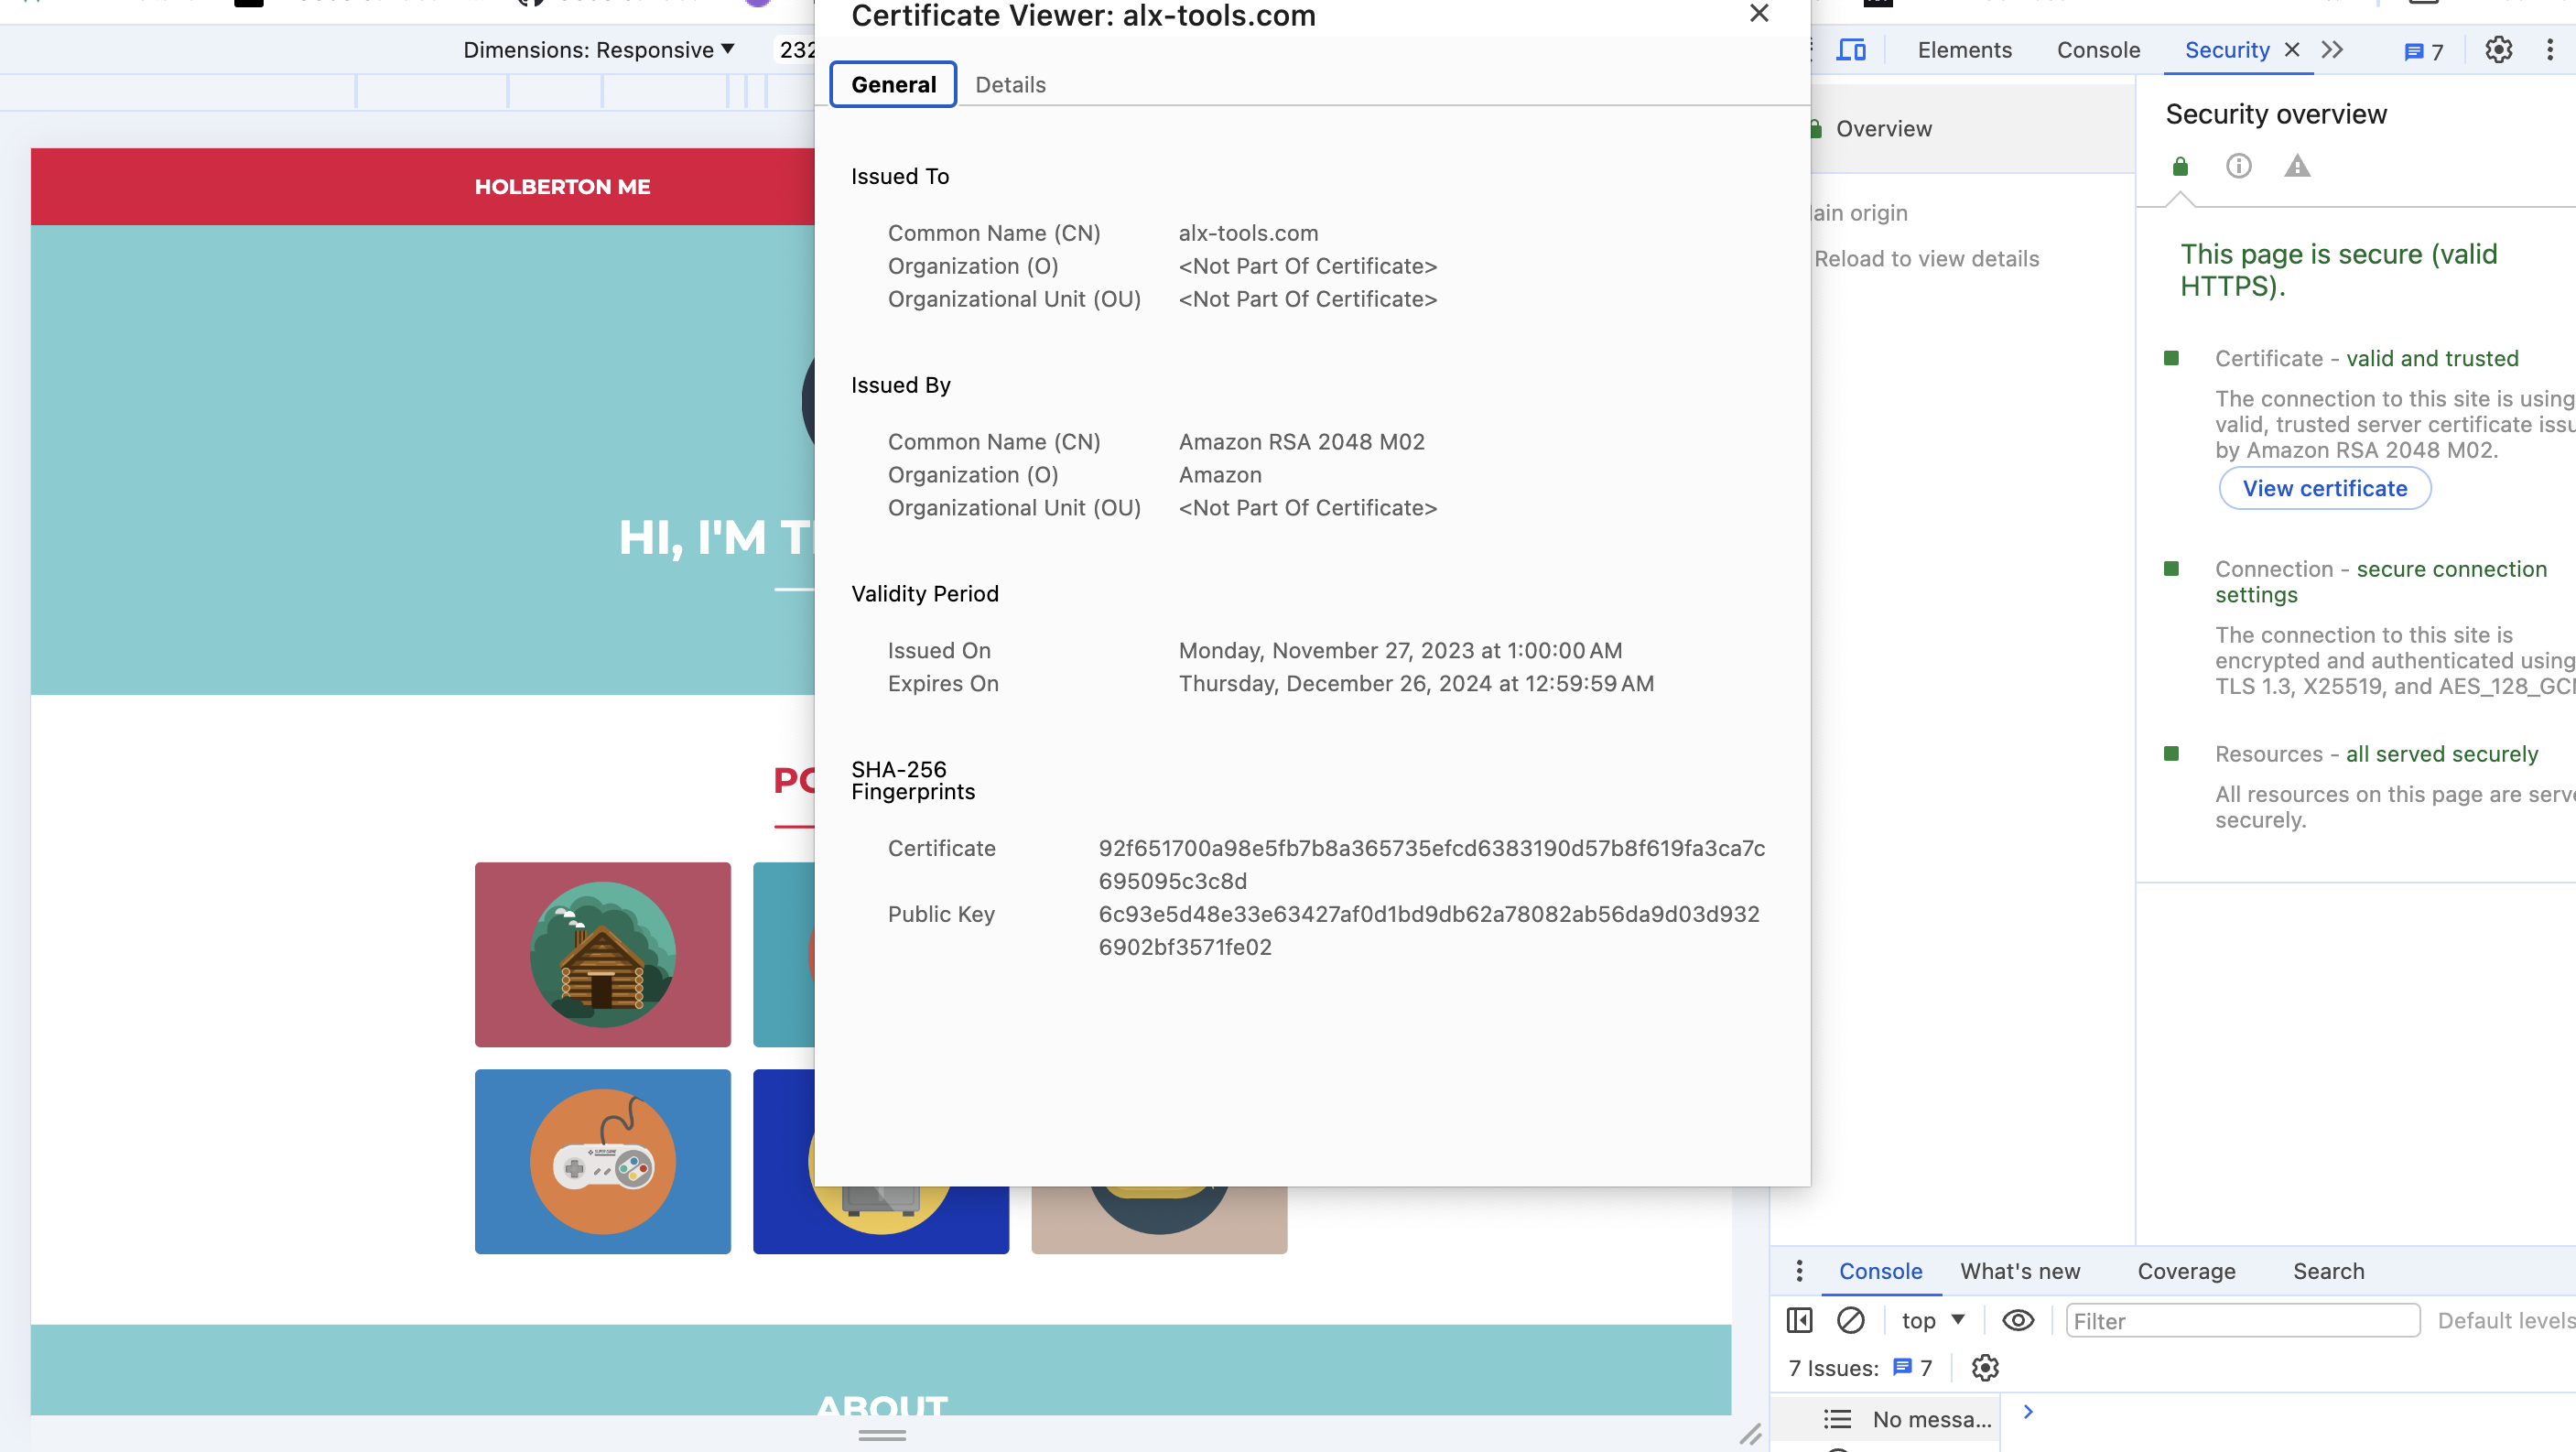 Dimensions: Responsive
232
HOLBERTON ME
HI, I'M
ABOUT
Certificate Viewer: alx-tools.com
General
Details
Issued To
Common Name (CN) alx-tools.com
Organization (O) <Not Part Of Certificate>
Organizational Unit (OU) <Not Part Of Certificate>
Issued By
Common Name (CN) Amazon RSA 2048 M02
Organization (O) Amazon
Organizational Unit (OU) <Not Part Of Certificate>
Validity Period
Issued On Monday, November 27, 2023 at 1:00:00 AM
Expires On Thursday, December 26, 2024 at 12:59:59 AM
SHA-256
Fingerprints
Certificate 92f651700a98e5fb7b8a365735efcd6383190d57b8f619fa3ca7c
695095c3c8d
Public Key 6c93e5d48e33e63427af0d1bd9db62a78082ab56da9d03d932
6902bf3571fe02
Elements Console Security 7
Overview
ain origin
Reload to view details
Security overview
This page is secure (valid
HTTPS).
Certificate - valid and trusted
The connection to this site is using
valid, trusted server certificate issu
by Amazon RSA 2048 M02.
View certificate
Connection - secure connection
settings
The connection to this site is
encrypted and authenticated using
TLS 1.3, X25519, and AES_128_GC
Resources - all served securely
All resources on this page are serve
securely.
Console What's new Coverage Search
top Filter Default levels
7 Issues: 7
No messa...